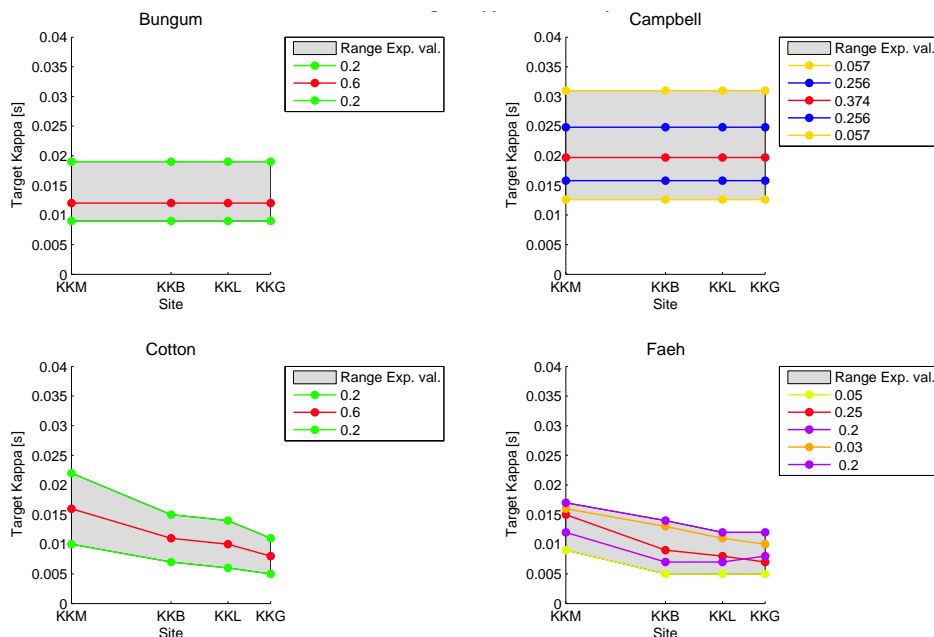 Bungum
0.04
0.035
0.03
0.025
0.02
0.015
0.01
0.005
0
Target Kappa [s]
KKM KKB KKL KKG
Site
Range Exp. val.
0.2
0.6
0.2
Campbell
0.04
0.035
0.03
0.025
0.02
0.015
0.01
0.005
0
Target Kappa [s]
KKM KKB KKL KKG
Site
Range Exp. val.
0.057
0.256
0.374
0.256
0.057
Cotton
0.04
0.035
0.03
0.025
0.02
0.015
0.01
0.005
0
Target Kappa [s]
KKM KKB KKL KKG
Site
Range Exp. val.
0.2
0.6
0.2
Faeh
0.04
0.035
0.03
0.025
0.02
0.015
0.01
0.005
0
Target Kappa [s]
KKM KKB KKL KKG
Site
Range Exp. val.
0.05
0.25
0.2
0.03
0.2